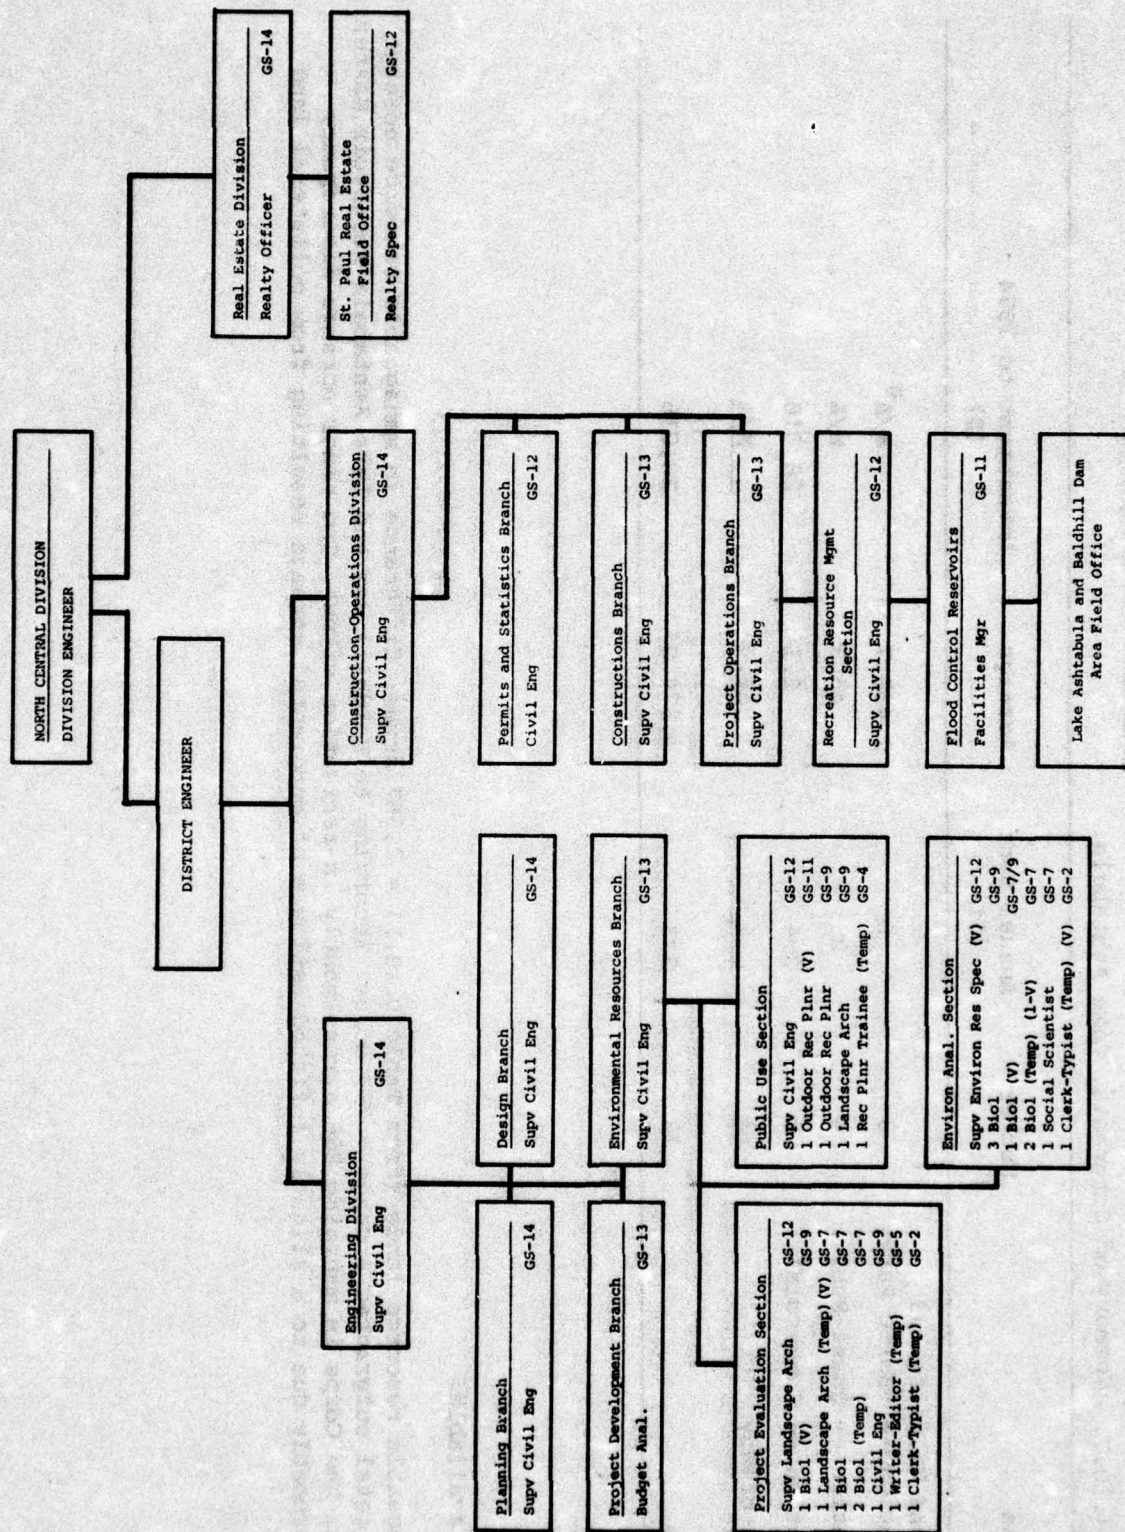 NORTH CENTRAL DIVISION
DIVISION ENGINEER
DISTRICT ENGINEER
Real Estate Division
Realty Officer GS-14
St. Paul Real Estate
Field Office
Realty Spec GS-12
Engineering Division
Supv Civil Eng GS-14
Construction-Operations Division
Supv Civil Eng GS-14
Planning Branch
Supv Civil Eng GS-14
Design Branch
Supv Civil Eng GS-14
Permits and Statistics Branch
Civil Eng GS-12
Project Development Branch
Budget Anal. GS-13
Environmental Resources Branch
Supv Civil Eng GS-13
Constructions Branch
Supv Civil Eng GS-13
Project Operations Branch
Supv Civil Eng GS-13
Project Evaluation Section
Supv Landscape Arch GS-12
1 Biol (V) GS-9
1 Landscape Arch (Temp)(V) GS-7
1 Biol GS-7
2 Biol (Temp) GS-7
1 Civil Eng GS-9
1 Writer-Editor (Temp) GS-5
1 Clerk-Typist (Temp) GS-2
Public Use Section
Supv Civil Eng GS-12
1 Outdoor Rec Plnr (V) GS-11
1 Outdoor Rec Plnr GS-9
1 Landscape Arch GS-9
1 Rec Plnr Trainee (Temp) GS-4
Recreation Resource Mgmt
Section
Supv Civil Eng GS-12
Environ Anal. Section
Supv Environ Res Spec (V) GS-12
3 Biol GS-9
1 Biol (V) GS-7/9
2 Biol (Temp) (1-V) GS-7
1 Social Scientist GS-7
1 Clerk-Typist (Temp) (V) GS-2
Flood Control Reservoirs
Facilities Mgr GS-11
Lake Ashtabula and Baldhill Dam
Area Field Office